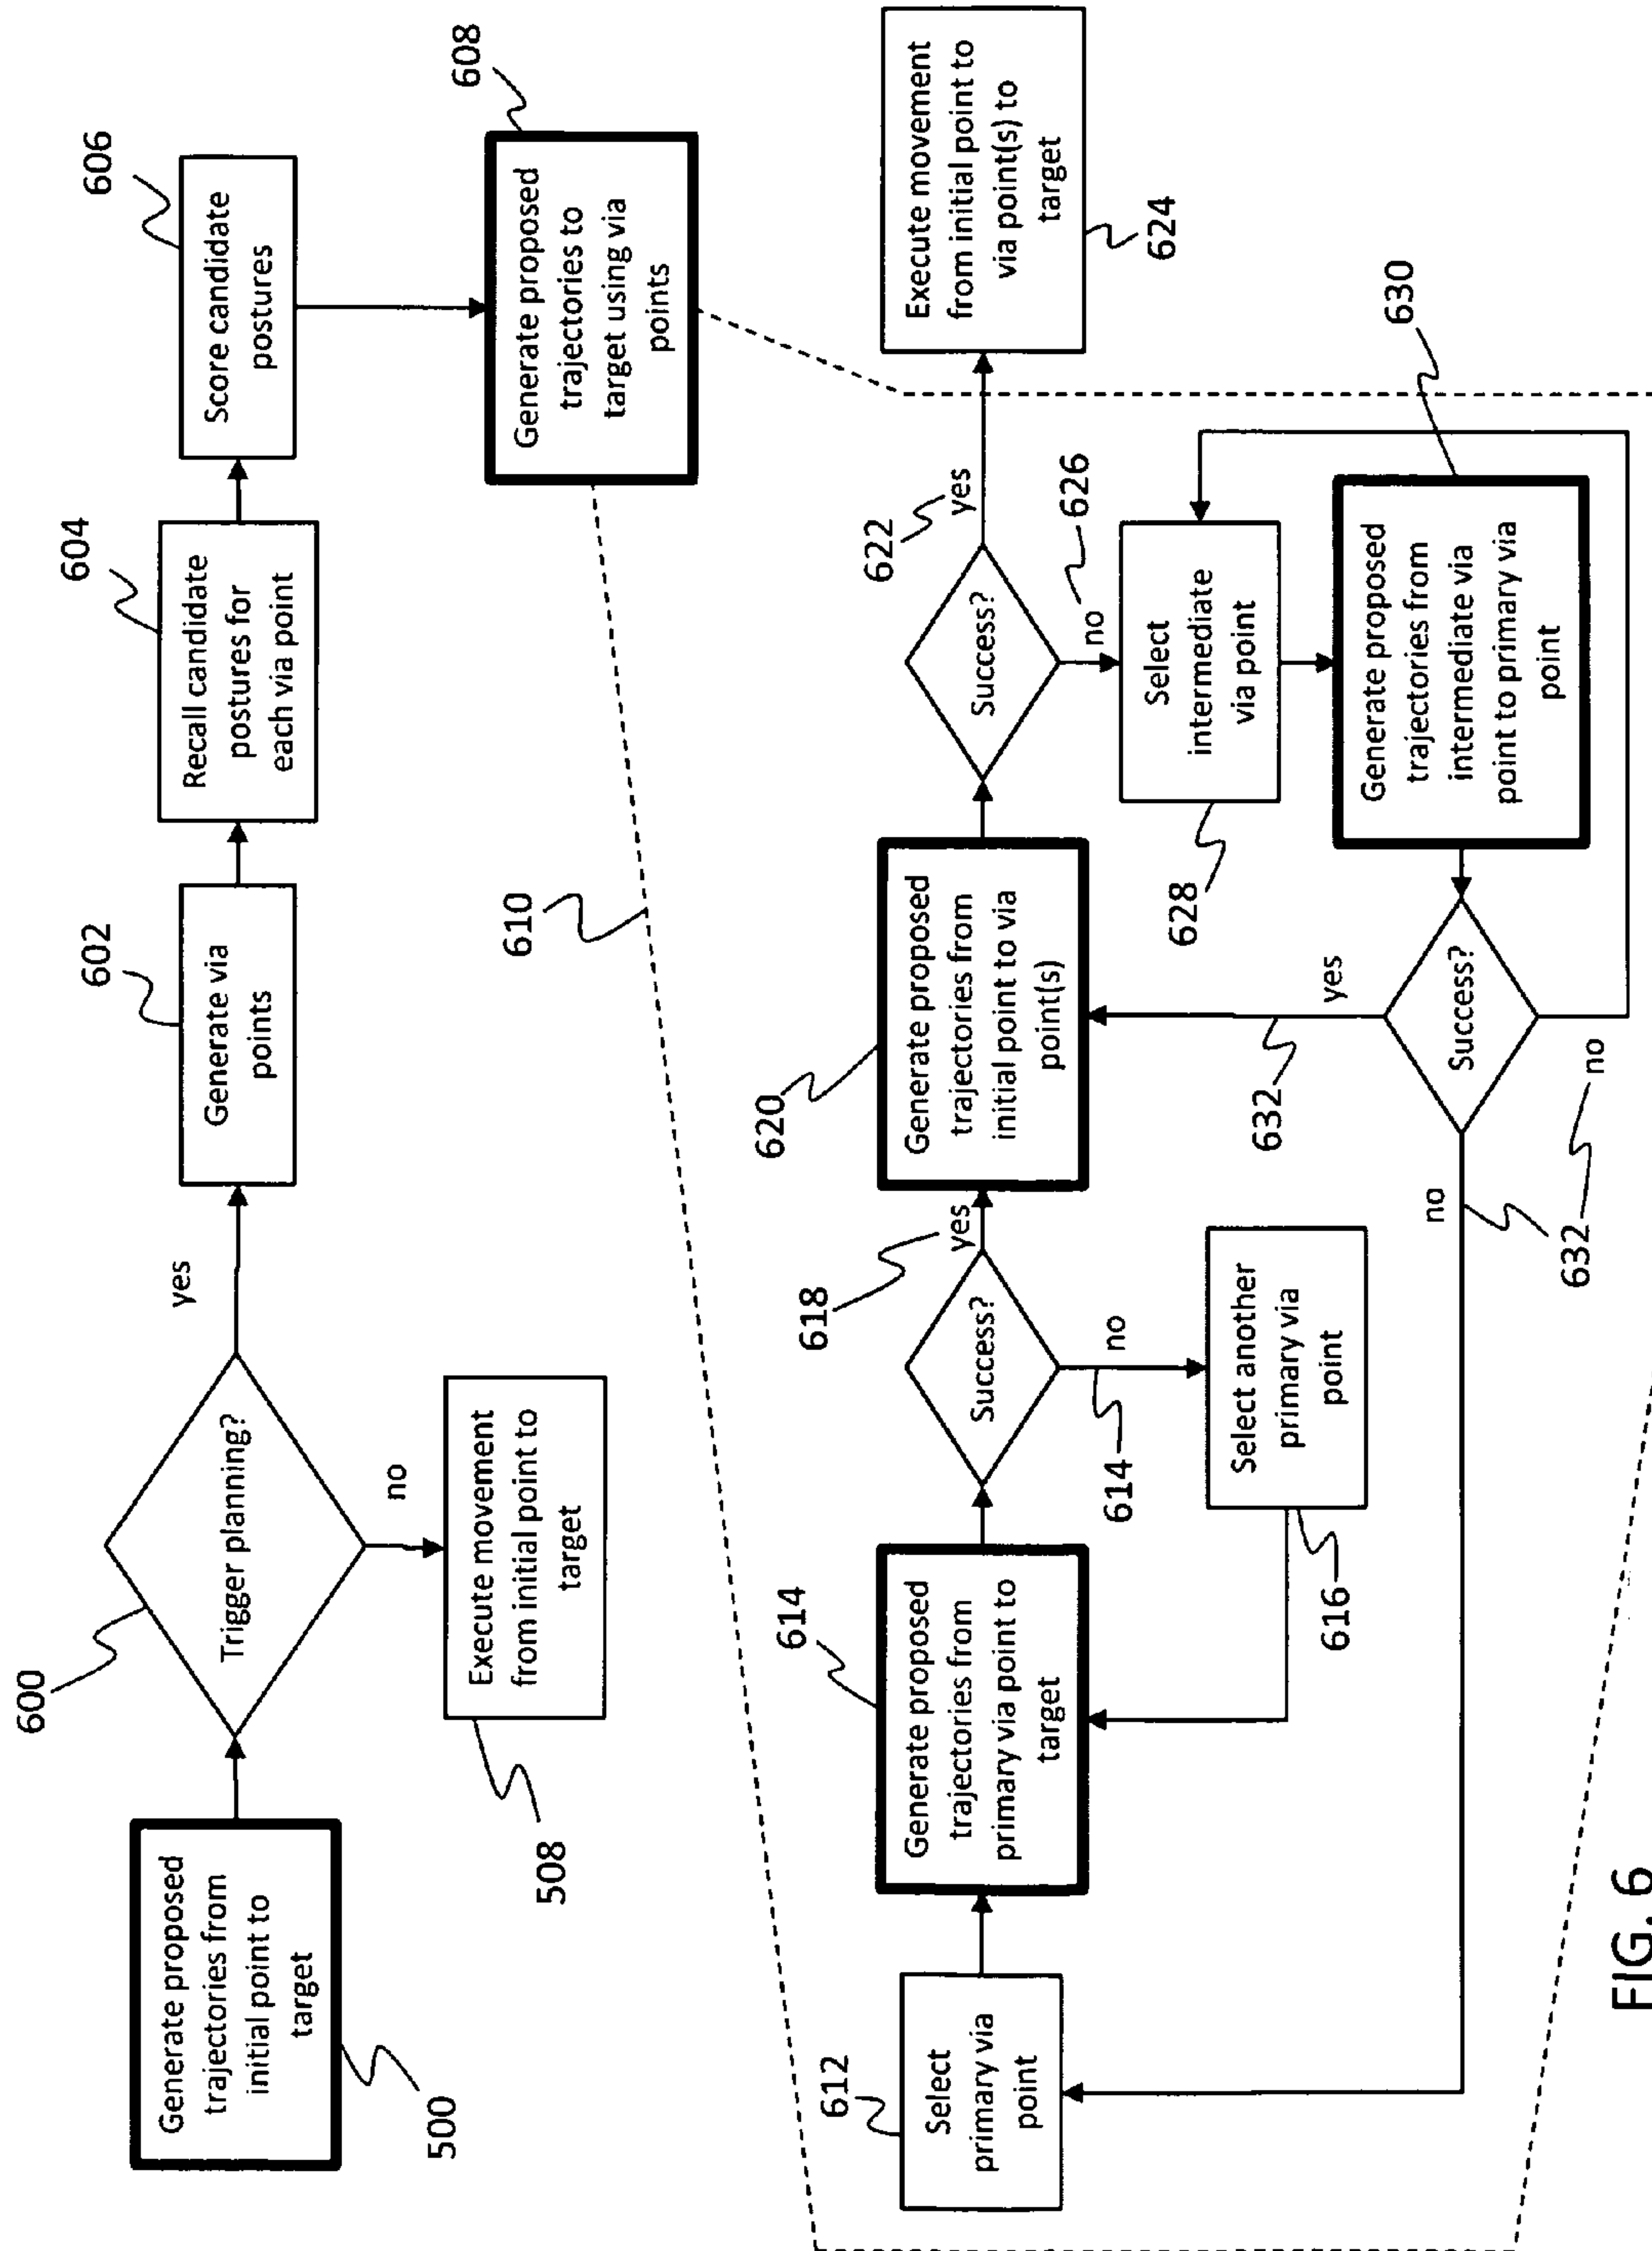 500
Generate proposed
trajectories from
initial point to
target
600
Trigger planning?
yes
no
508
Execute movement
from initial point to
target
602
Generate via
points
604
Recall candidate
postures for
each via point
606
Score candidate
postures
608
Generate proposed
trajectories to
target using via
points
610
612
Select
primary via
point
614
Generate proposed
trajectories from
primary via point to
target
Success?
618
yes
614
no
616
Select another
primary via
point
620
Generate proposed
trajectories from
initial point to via
point(s)
Success?
622
yes
624
Execute movement
from initial point to
via point(s) to
target
626
no
628
Select
intermediate
via point
630
Generate proposed
trajectories from
intermediate via
point to primary via
point
Success?
632
yes
no
632
no
FIG. 6